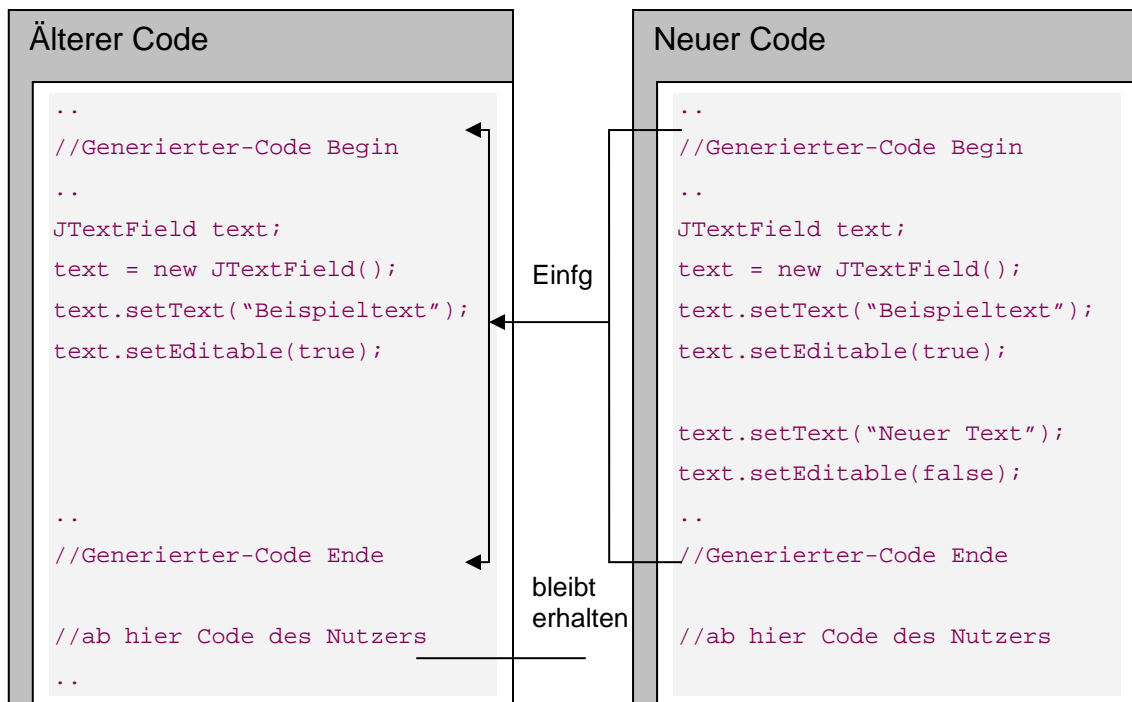 Älterer Code
..
//Generierter-Code Begin
..
JTextField text;
text = new JTextField();
text.setText(“Beispieltext”);
text.setEditable(true);
..
//Generierter-Code Ende
//ab hier Code des Nutzers
..
Einfg
bleibt
erhalten
Neuer Code
..
//Generierter-Code Begin
..
JTextField text;
text = new JTextField();
text.setText(“Beispieltext”);
text.setEditable(true);
text.setText(“Neuer Text”);
text.setEditable(false);
..
//Generierter-Code Ende
//ab hier Code des Nutzers